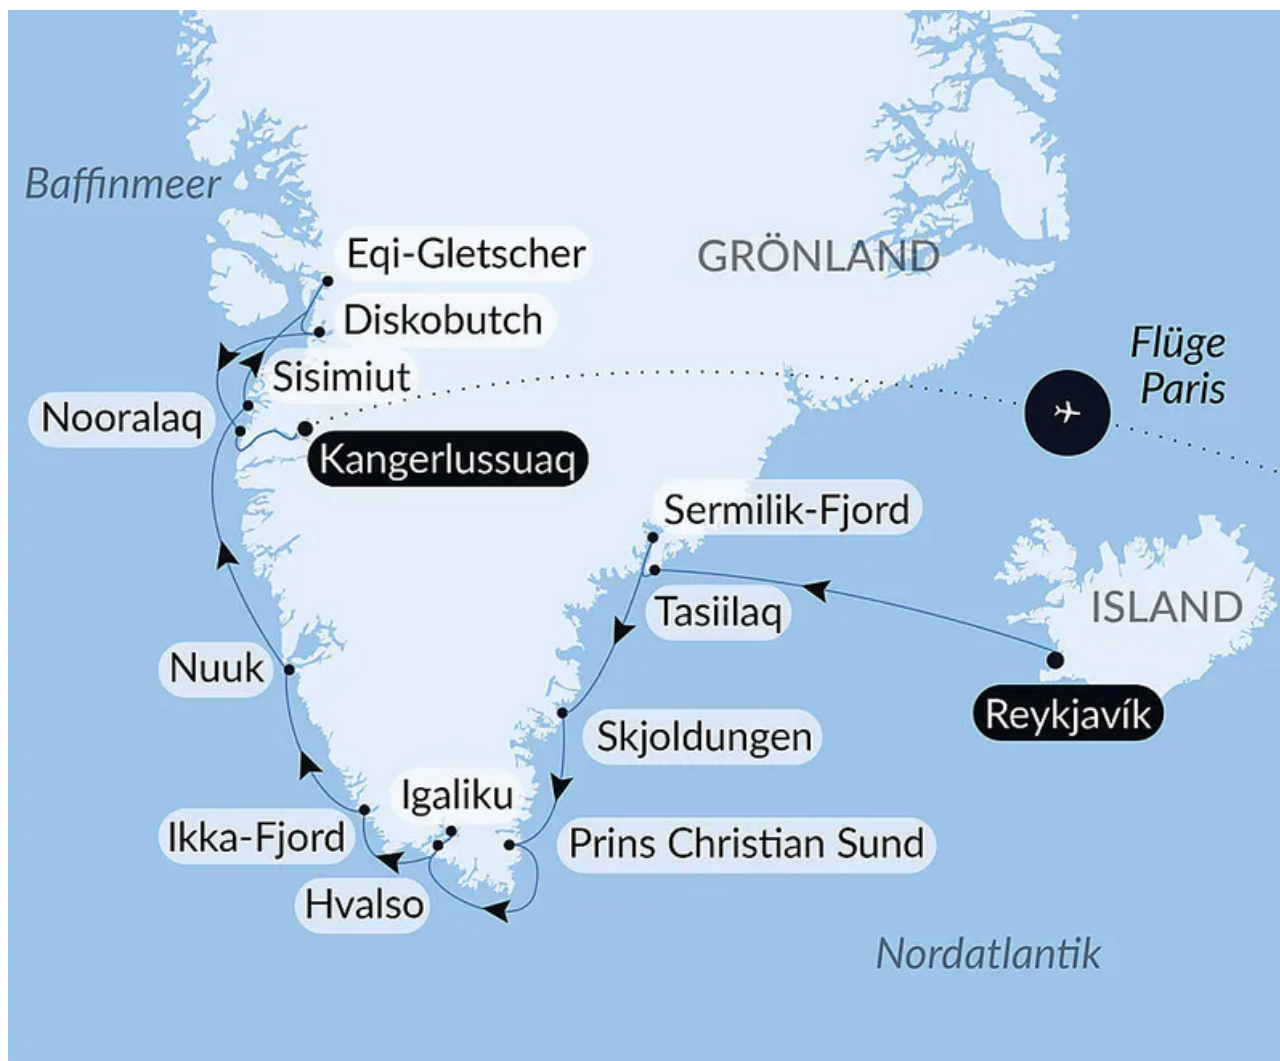 Baffinmeer
Eqi-Gletscher
GRÖNLAND
Diskobutch
Flüge
Paris
Sisimiut
Nooralaq
Kangerlussuaq
Sermilik-Fjord
Tasiilaq
ISLAND
Nuuk
Reykjavík
Skjoldungen
Igaliku
Ikka-Fjord
Prins Christian Sund
Hvalso
Nordatlantik